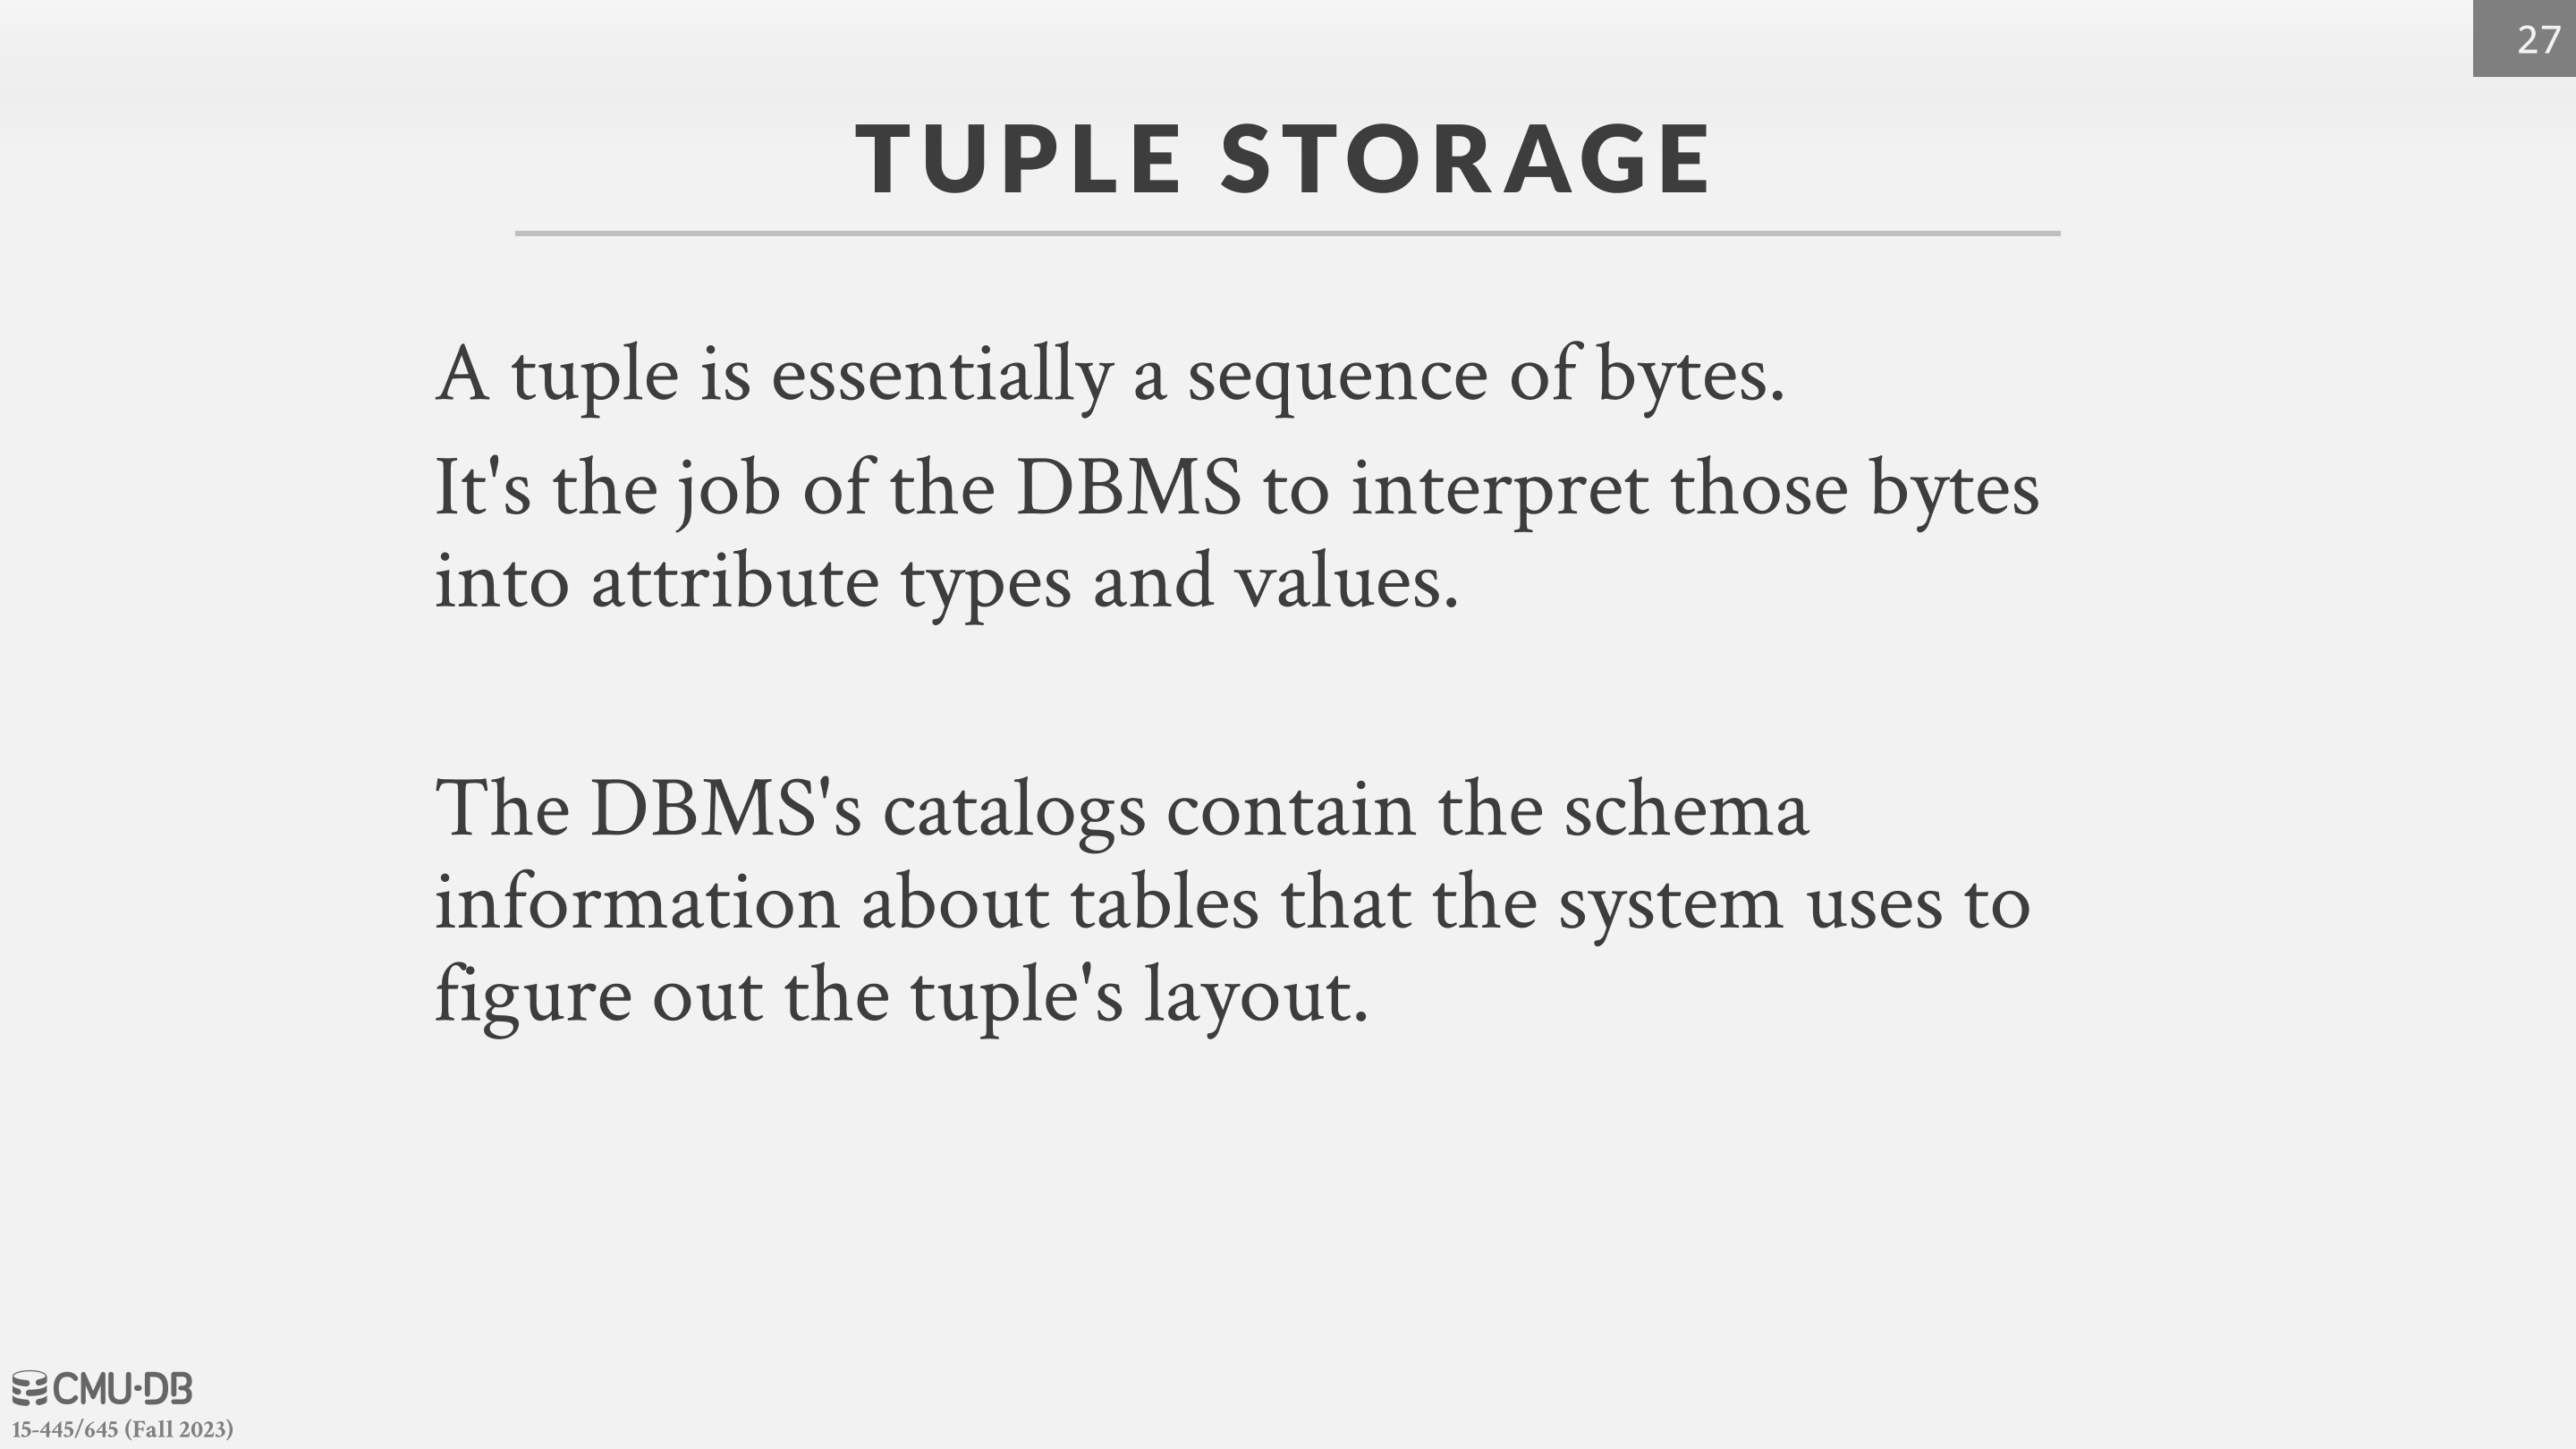 27
TUPLE STORAGE
A tuple is essentially a sequence of bytes.
It's the job of the DBMS to interpret those bytes
into attribute types and values.
The DBMS's catalogs contain the schema
information about tables that the system uses to
figure out the tuple's layout.
CMU·DB
15-445/645 (Fall 2023)